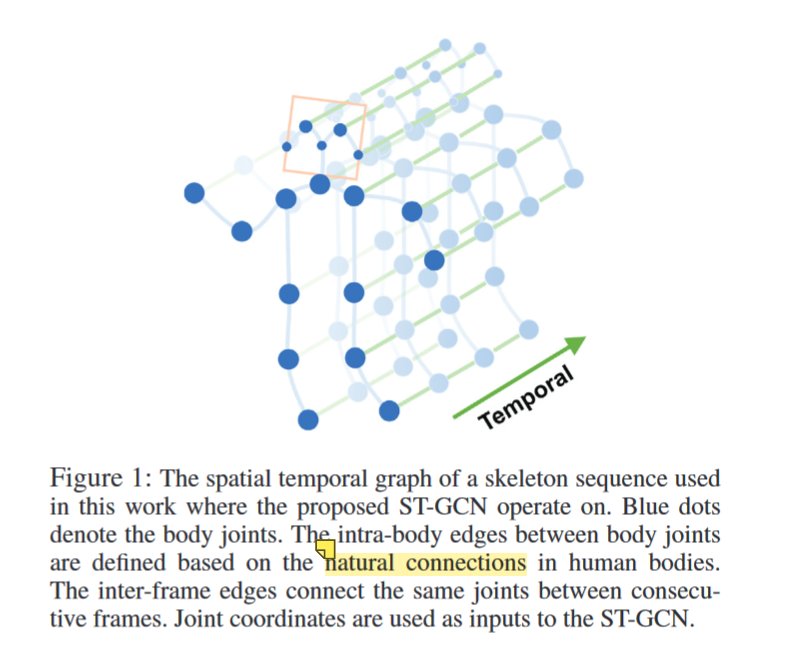 Temporal
Figure 1: The spatial temporal graph of a skeleton sequence used
in this work where the proposed ST-GCN operate on. Blue dots
denote the body joints. The intra-body edges between body joints
are defined based on the natural connections in human bodies.
The inter-frame edges connect the same joints between consecu-
tive frames. Joint coordinates are used as inputs to the ST-GCN.